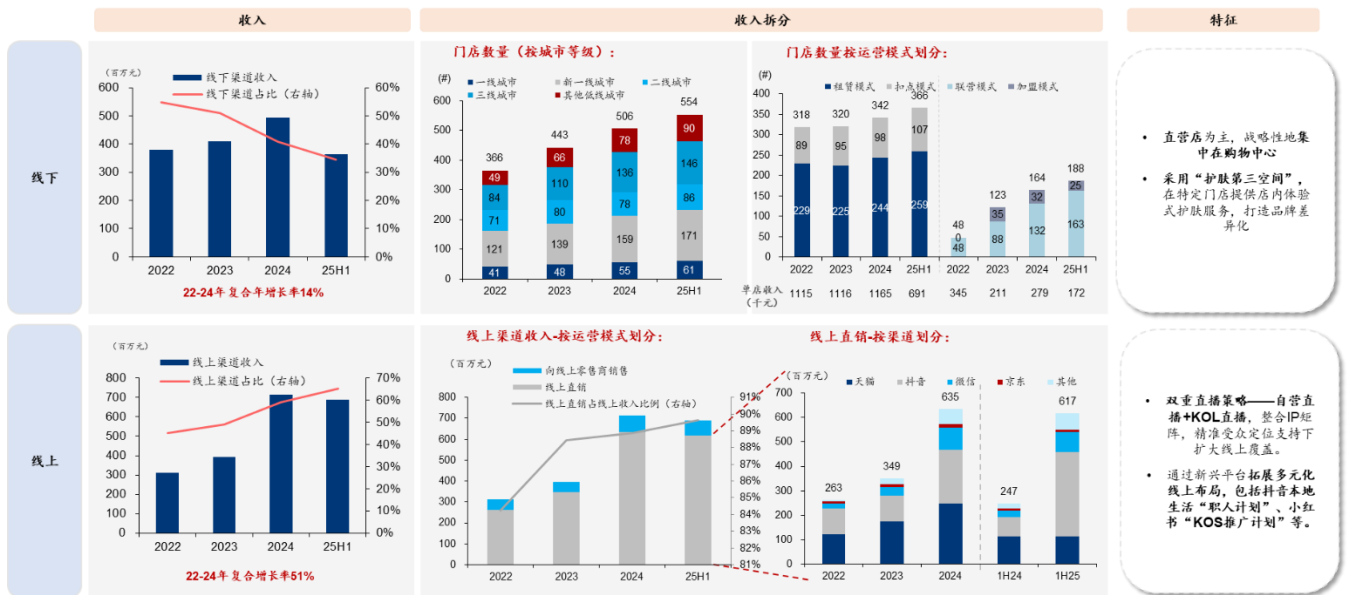 收入
收入拆分
特征
线下
（百万元）
线下渠道收入
线下渠道占比（右轴）
600
500
400
300
200
100
0
60%
50%
40%
30%
20%
10%
0%
2022
2023
2024
25H1
22-24年复合年增长率14%
门店数量（按城市等级）：
(#)
一线城市
新一线城市
二线城市
三线城市
其他低线城市
600
500
400
300
200
100
0
366
49
84
71
121
41
443
66
110
80
139
48
506
78
136
78
159
55
554
90
146
86
171
61
2022
2023
2024
25H1
门店数量按运营模式划分：
(#)
租赁模式
扣点模式
联营模式
加盟模式
400
350
300
250
200
150
100
50
0
318
89
229
320
95
225
342
98
244
366
107
259
48
0
48
123
35
88
164
32
132
188
25
163
2022
2023
2024
25H1
2022
2023
2024
25H1
单店收入
（千元）
1115
1116
1165
691
345
211
279
172
• 直营店为主，战略性地集
中在购物中心
• 采用“护肤第三空间”，
在特定门店提供店内体验
式护肤服务，打造品牌差
异化
线上
（百万元）
线上渠道收入
线上渠道占比（右轴）
800
700
600
500
400
300
200
100
0
70%
60%
50%
40%
30%
20%
10%
0%
2022
2023
2024
25H1
22-24年复合增长率51%
线上渠道收入-按运营模式划分：
（百万元）
向线上零售商销售
线上直销
线上直销占线上收入比例（右轴）
800
700
600
500
400
300
200
100
0
91%
90%
89%
88%
87%
86%
85%
84%
83%
82%
81%
2022
2023
2024
25H1
线上直销-按渠道划分：
（百万元）
天猫
抖音
微信
京东
其他
700
600
500
400
300
200
100
0
263
349
635
247
617
2022
2023
2024
1H24
1H25
• 双重直播策略——自营直
播+KOL直播，整合IP矩
阵，精准受众定位支持下
扩大线上覆盖。
• 通过新兴平台拓展多元化
线上布局，包括抖音本地
生活“职人计划”、小红
书“KOS推广计划”等。